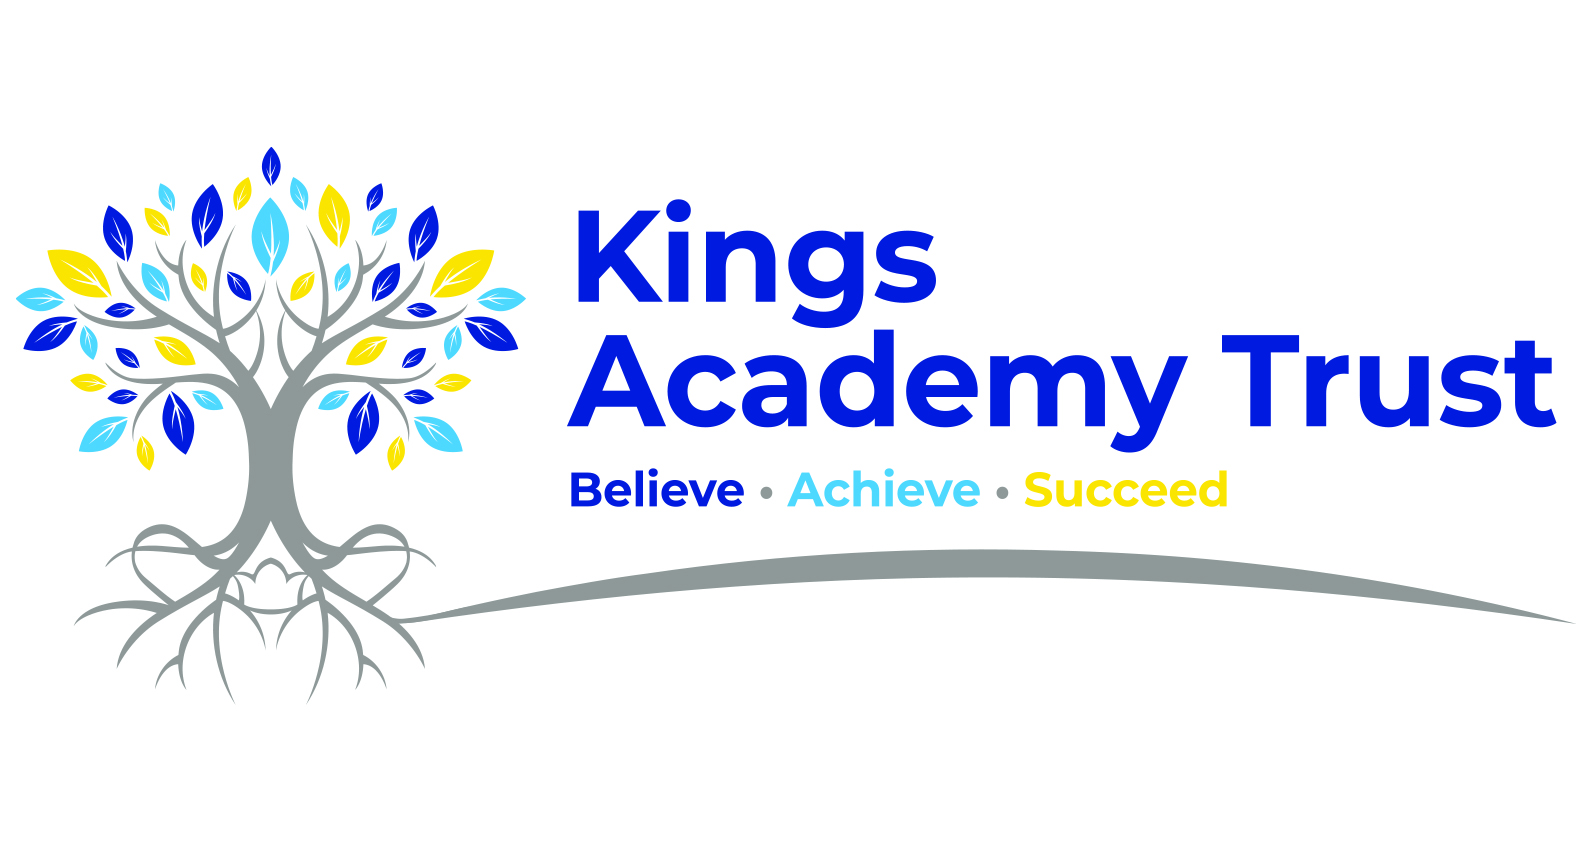 Kings
Academy Trust
Believe • Achieve • Succeed